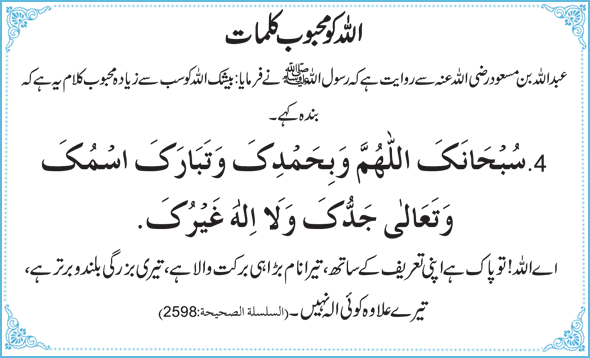 اللہ کو محبوب کلمات
عبداللہ بن مسعود رضی اللہ عنہ سے روایت ہے کہ رسول اللہ ﷺ نے فرمایا: بیشک اللہ کو سب سے زیادہ محبوب کلام یہ ہے کہ
بندہ کہے۔
4. سُبْحَانَکَ اللّٰهُمَّ وَبِحَمْدِکَ وَتَبَارَکَ اسْمُکَ
وَتَعَالٰی جَدُّکَ وَلَا اِلٰهَ غَیْرُکَ.
اے اللہ! تو پاک ہے اپنی تعریف کے ساتھ، تیرا نام بڑا ہی برکت والا ہے، تیری بزرگی بلند و برتر ہے،
تیرے علاوہ کوئی الہ نہیں۔ (السلسلة الصحيحة:2598)